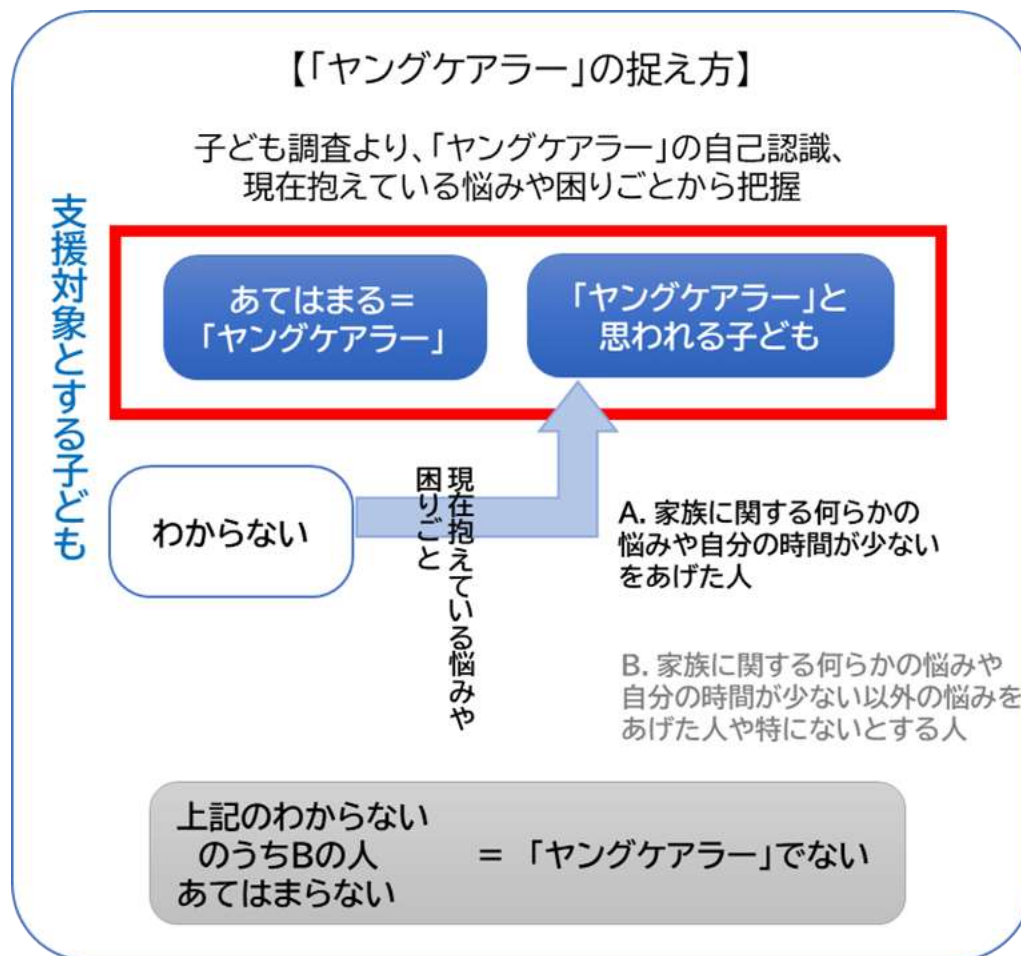 【「ヤングケアラー」の捉え方】
子ども調査より、「ヤングケアラー」の自己認識、
現在抱えている悩みや困りごとから把握
支援対象とする子ども
あてはまる=
「ヤングケアラー」
「ヤングケアラー」と
思われる子ども
わからない
現在抱えている悩みや
困りごと
A. 家族に関する何らかの
悩みや自分の時間が少ない
をあげた人
B. 家族に関する何らかの悩みや
自分の時間が少ない以外の悩みを
あげた人や特にないとする人
上記のわからない
のうちBの人
あてはまらない
= 「ヤングケアラー」でない